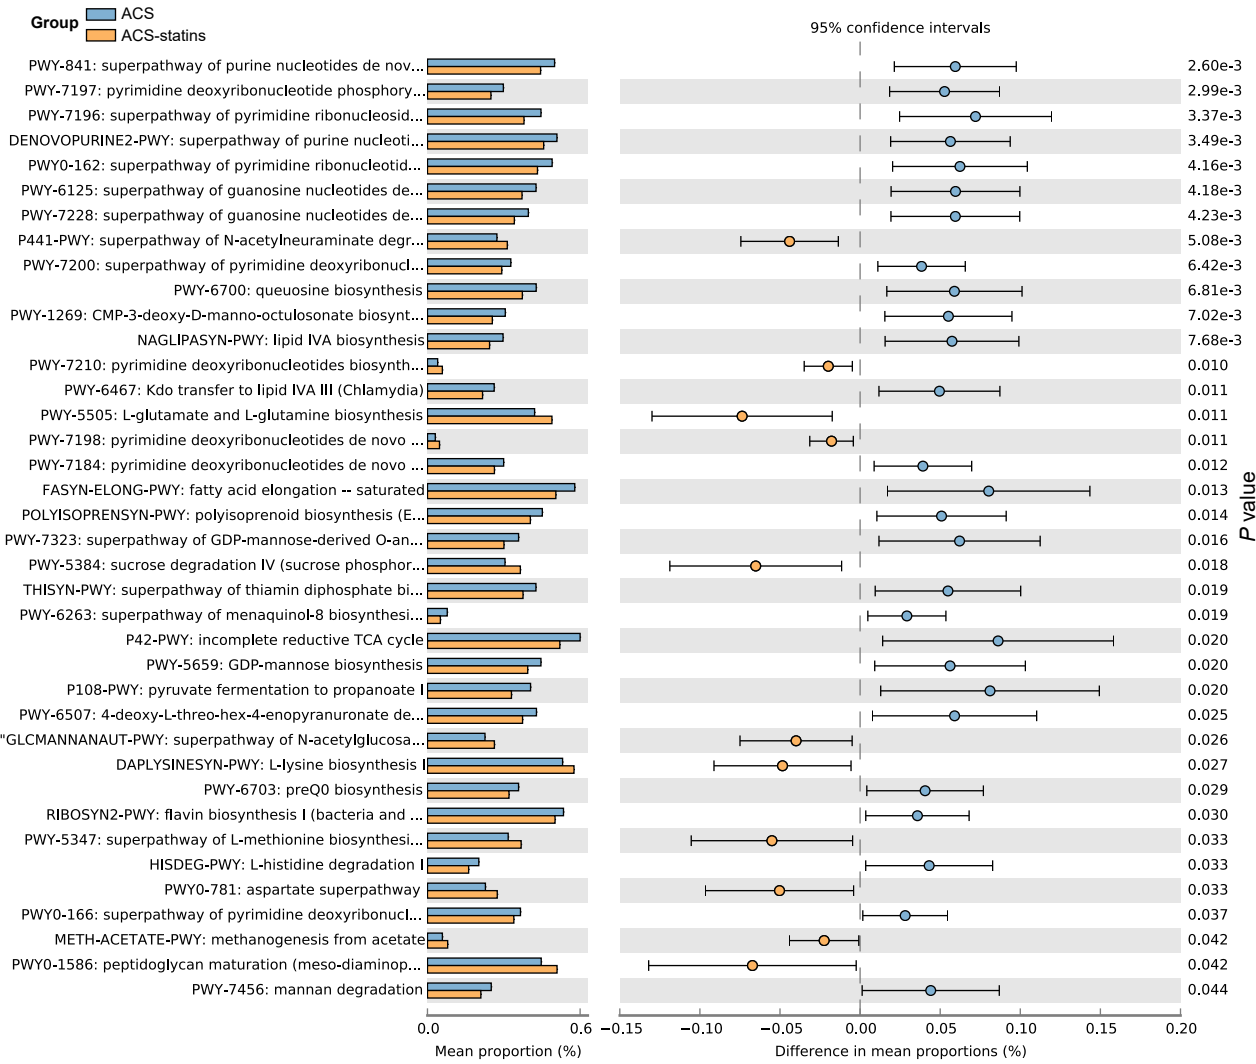 Group
ACS
ACS-statins
95% confidence intervals
PWY-841: superpathway of purine nucleotides de nov... 2.60e-3
PWY-7197: pyrimidine deoxyribonucleotide phosphory... 2.99e-3
PWY-7196: superpathway of pyrimidine ribonucleosid... 3.37e-3
DENOVOPURINE2-PWY: superpathway of purine nucleoti... 3.49e-3
PWY0-162: superpathway of pyrimidine ribonucleotid... 4.16e-3
PWY-6125: superpathway of guanosine nucleotides de... 4.18e-3
PWY-7228: superpathway of guanosine nucleotides de... 4.23e-3
P441-PWY: superpathway of N-acetylneuraminate degr... 5.08e-3
PWY-7200: superpathway of pyrimidine deoxyribonucl... 6.42e-3
PWY-6700: queuosine biosynthesis 6.81e-3
PWY-1269: CMP-3-deoxy-D-manno-octulosonate biosynt... 7.02e-3
NAGLIPASYN-PWY: lipid IVA biosynthesis 7.68e-3
PWY-7210: pyrimidine deoxyribonucleotides biosynth... 0.010
PWY-6467: Kdo transfer to lipid IVA III (Chlamydia) 0.011
PWY-5505: L-glutamate and L-glutamine biosynthesis 0.011
PWY-7198: pyrimidine deoxyribonucleotides de novo ... 0.011
PWY-7184: pyrimidine deoxyribonucleotides de novo ... 0.012
FASYN-ELONG-PWY: fatty acid elongation -- saturated 0.013
POLYISOPRENSYN-PWY: polyisoprenoid biosynthesis (E... 0.014
PWY-7323: superpathway of GDP-mannose-derived O-an... 0.016
PWY-5384: sucrose degradation IV (sucrose phosphor... 0.018
THISYN-PWY: superpathway of thiamin diphosphate bi... 0.019
PWY-6263: superpathway of menaquinol-8 biosynthesi... 0.019
P42-PWY: incomplete reductive TCA cycle 0.020
PWY-5659: GDP-mannose biosynthesis 0.020
P108-PWY: pyruvate fermentation to propanoate I 0.020
PWY-6507: 4-deoxy-L-threo-hex-4-enopyranuronate de... 0.025
"GLCMANNANAUT-PWY: superpathway of N-acetylglucosa... 0.026
DAPLYSINESYN-PWY: L-lysine biosynthesis I 0.027
PWY-6703: preQ0 biosynthesis 0.029
RIBOSYN2-PWY: flavin biosynthesis I (bacteria and ... 0.030
PWY-5347: superpathway of L-methionine biosynthesi... 0.033
HISDEG-PWY: L-histidine degradation I 0.033
PWY0-781: aspartate superpathway 0.033
PWY0-166: superpathway of pyrimidine deoxyribonucl... 0.037
METH-ACETATE-PWY: methanogenesis from acetate 0.042
PWY0-1586: peptidoglycan maturation (meso-diaminop... 0.042
PWY-7456: mannan degradation 0.044
P value
0.0 0.6 −0.15 −0.10 −0.05 0.00 0.05 0.10 0.15 0.20
Mean proportion (%) Difference in mean proportions (%)